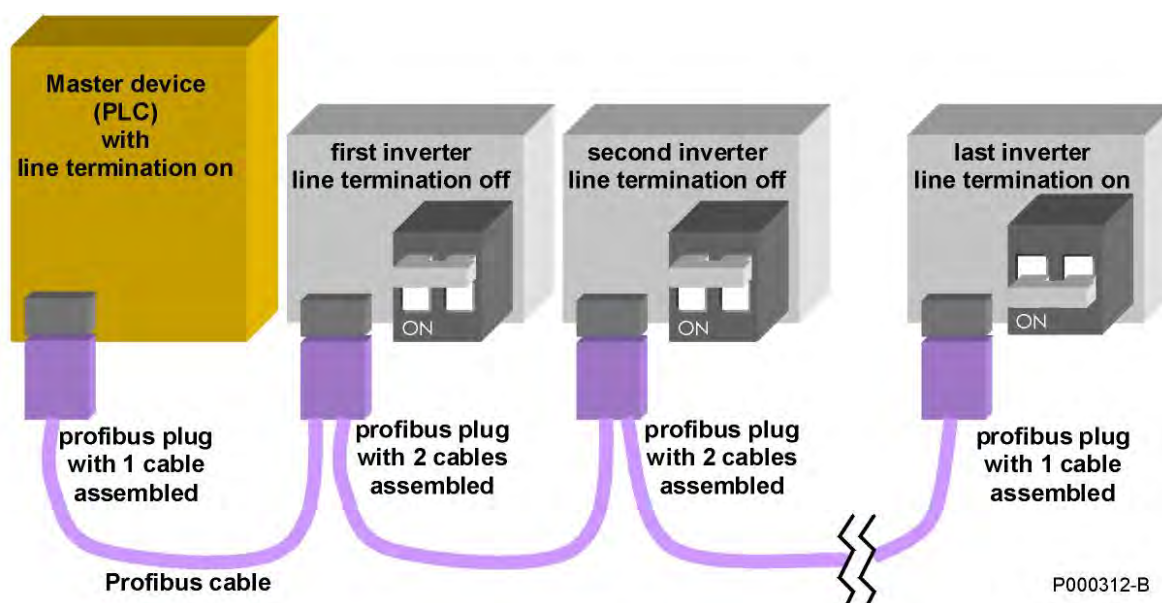 Master device
(PLC)
with
line termination on
first inverter
line termination off
second inverter
line termination off
last inverter
line termination on
ON
ON
ON
profibus plug
with 1 cable
assembled
profibus plug
with 2 cables
assembled
profibus plug
with 2 cables
assembled
profibus plug
with 1 cable
assembled
Profibus cable
P000312-B